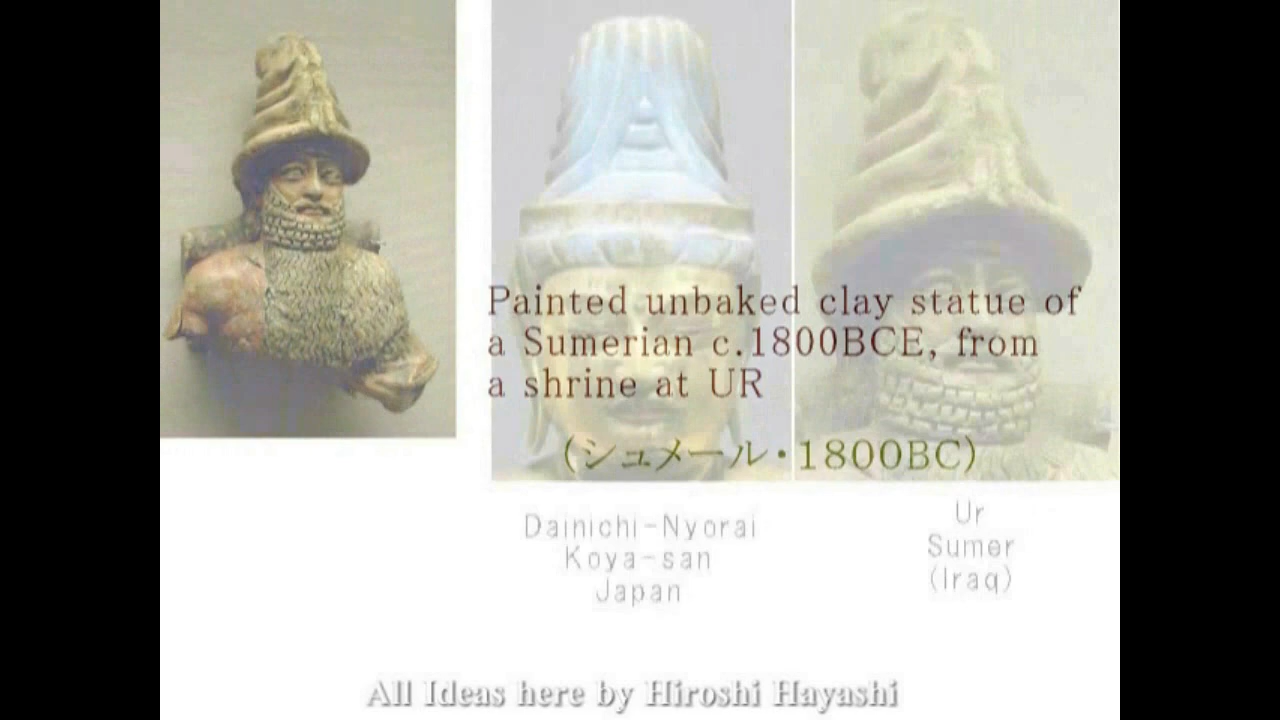 Painted unbaked clay statue of
a Sumerian c.1800BCE, from
a shrine at UR
(シュメール・1800BC)
Dainichi-Nyorai
Koya-san
Japan
Ur
Sumer
(Iraq)
All Ideas here by Hiroshi Hayashi